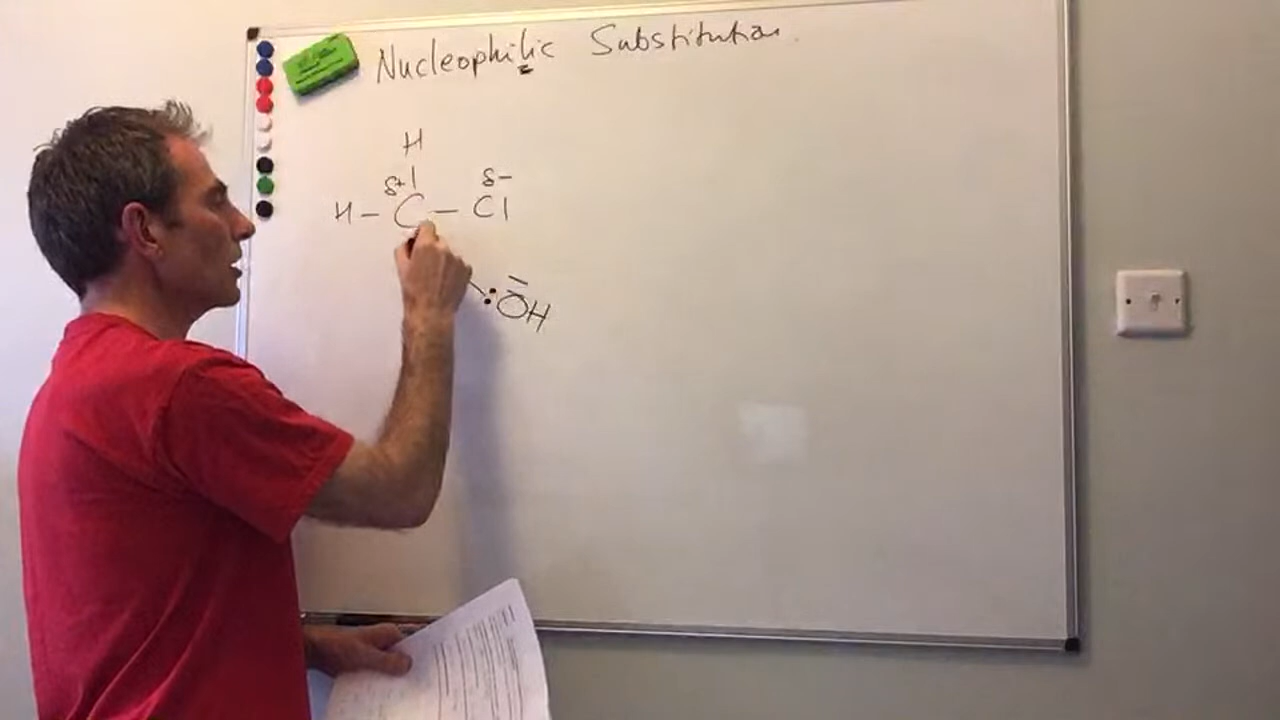 Nucleophilic Substitution.
H
δ+ δ-
H - C - Cl
:ŌH